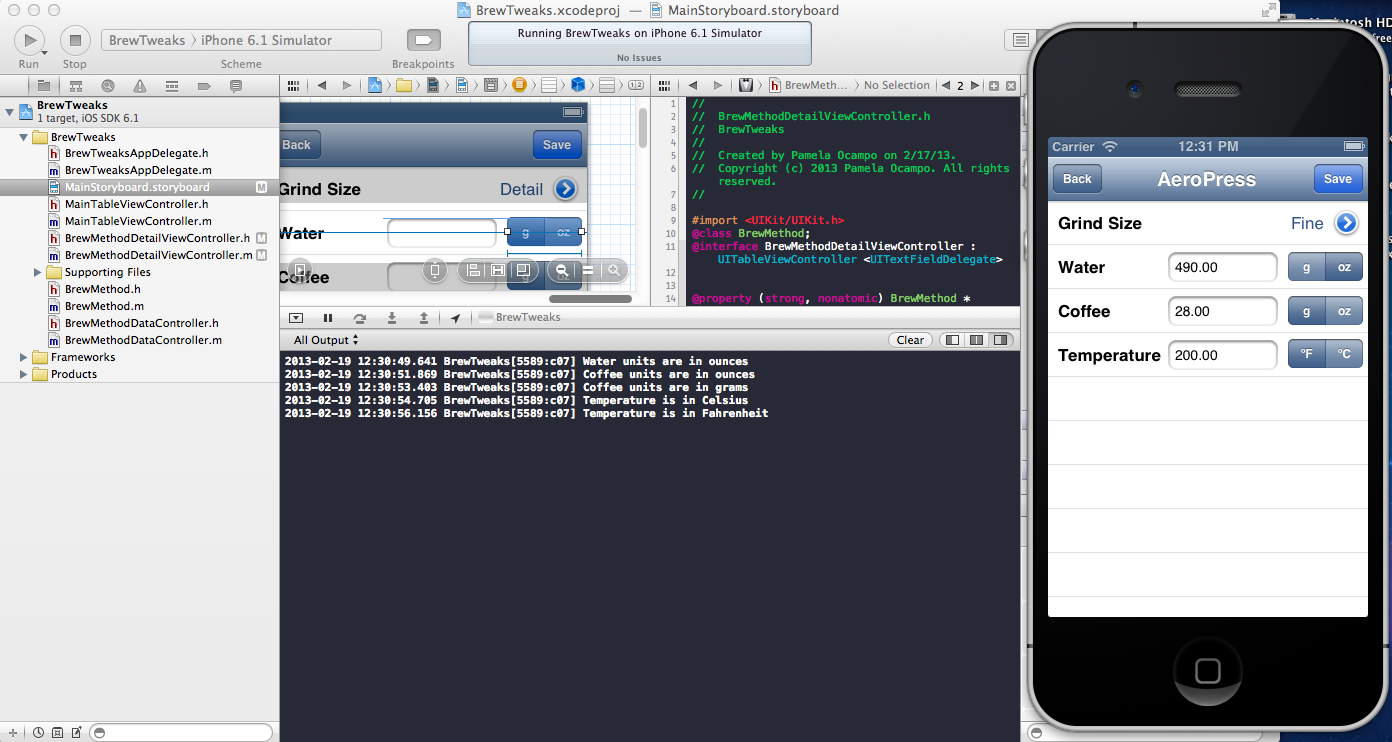 BrewTweaks.xcodeproj — MainStoryboard.storyboard
Run
Stop
BrewTweaks 〉 iPhone 6.1 Simulator
Scheme
Breakpoints
Running BrewTweaks on iPhone 6.1 Simulator
No Issues
BrewTweaks
1 target, iOS SDK 6.1
BrewTweaks
h BrewTweaksAppDelegate.h
m BrewTweaksAppDelegate.m
MainStoryboard.storyboard M
h MainTableViewController.h
m MainTableViewController.m
h BrewMethodDetailViewController.h M
m BrewMethodDetailViewController.m M
Supporting Files
h BrewMethod.h
m BrewMethod.m
h BrewMethodDataController.h
m BrewMethodDataController.m
Frameworks
Products
Back
Save
Grind Size
Detail
Water
g oz
Coffee
g oz
h BrewMeth... 〉 No Selection 2
1 //
2 // BrewMethodDetailViewController.h
3 // BrewTweaks
4 //
5 // Created by Pamela Ocampo on 2/17/13.
6 // Copyright (c) 2013 Pamela Ocampo. All rights
reserved.
7 //
8
9 #import <UIKit/UIKit.h>
10 @class BrewMethod;
11 @interface BrewMethodDetailViewController :
UITableViewController <UITextFieldDelegate>
12
13
14 @property (strong, nonatomic) BrewMethod *
BrewTweaks
All Output
Clear
2013-02-19 12:30:49.641 BrewTweaks[5589:c07] Water units are in ounces
2013-02-19 12:30:51.869 BrewTweaks[5589:c07] Coffee units are in ounces
2013-02-19 12:30:53.403 BrewTweaks[5589:c07] Coffee units are in grams
2013-02-19 12:30:54.705 BrewTweaks[5589:c07] Temperature is in Celsius
2013-02-19 12:30:56.156 BrewTweaks[5589:c07] Temperature is in Fahrenheit
Carrier 12:31 PM
Back AeroPress Save
Grind Size Fine
Water 490.00 g oz
Coffee 28.00 g oz
Temperature 200.00 °F °C